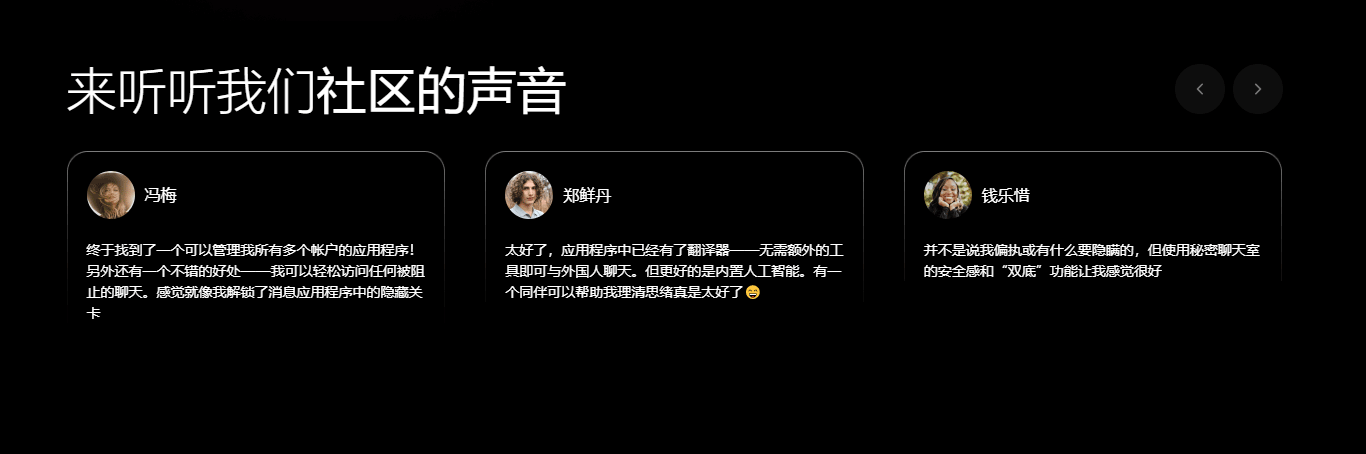 来听听我们社区的声音
冯梅
终于找到了一个可以管理我所有多个帐户的应用程序！
另外还有一个不错的好处——我可以轻松访问任何被阻
止的聊天。感觉就像我解锁了消息应用程序中的隐藏关
卡
郑鲜丹
太好了，应用程序中已经有了翻译器——无需额外的工
具即可与外国人聊天。但更好的是内置人工智能。有一
个同伴可以帮助我理清思绪真是太好了😄
钱乐惜
并不是说我偏执或有什么要隐瞒的，但使用秘密聊天室
的安全感和“双底”功能让我感觉很好